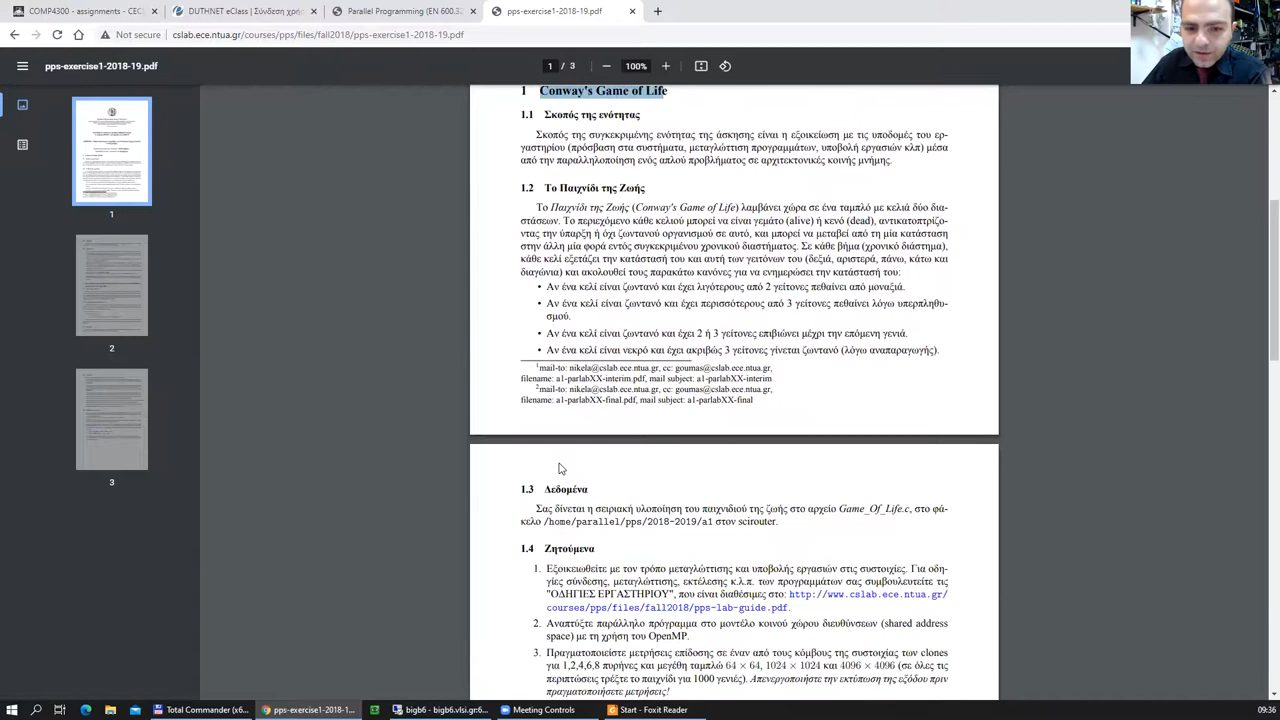 COMP4300 - assignments - CECS
DUTHNET eClass | Σύνδεση χρήσ
Parallel Programming (EN 600.32
pps-exercise1-2018-19.pdf
Not secure | cslab.ece.ntua.gr/courses/pps/files/fall2018/pps-exercise1-2018-19.pdf
pps-exercise1-2018-19.pdf
1 / 3
100%
1
2
3
1 Conway's Game of Life
1.1 Σκοπός της ενότητας
Σκοπός της συγκεκριμένης ενότητας της άσκησης είναι η εξοικείωση με τις υποδομές του ερ-
γαστηρίου (πρόσβαση στα συστήματα, μεταγλώττιση προγραμμάτων, υποβολή εργασιών κλπ) μέσα
από την παραλληλοποίηση ενός απλού προβλήματος σε αρχιτεκτονικές κοινής μνήμης.
1.2 Το Παιχνίδι της Ζωής
Το Παιχνίδι της Ζωής (Conway's Game of Life) λαμβάνει χώρα σε ένα ταμπλό με κελιά δύο δια-
στάσεων. Το περιεχόμενο κάθε κελιού μπορεί να είναι γεμάτο (alive) ή κενό (dead), αντικατοπτρίζο-
ντας την ύπαρξη ή όχι ζωντανού οργανισμού σε αυτό, και μπορεί να μεταβεί από τη μία κατάσταση
στην άλλη μία φορά εντός συγκεκριμένου χρονικού διαστήματος. Σε κάθε βήμα (χρονικό διάστημα),
κάθε κελί εξετάζει την κατάστασή του και αυτή των γειτόνων του (δεξιά, αριστερά, πάνω, κάτω και
διαγώνια) και ακολουθεί τους παρακάτω κανόνες για να ενημερώσει την κατάστασή του:
• Αν ένα κελί είναι ζωντανό και έχει λιγότερους από 2 γείτονες πεθαίνει από μοναξιά.
• Αν ένα κελί είναι ζωντανό και έχει περισσότερους από 3 γείτονες πεθαίνει λόγω υπερπληθυ-
σμού.
• Αν ένα κελί είναι ζωντανό και έχει 2 ή 3 γείτονες επιβιώνει μέχρι την επόμενη γενιά.
• Αν ένα κελί είναι νεκρό και έχει ακριβώς 3 γείτονες γίνεται ζωντανό (λόγω αναπαραγωγής).
1mail-to: nikela@cslab.ece.ntua.gr, cc: goumas@cslab.ece.ntua.gr,
filename: a1-parlabXX-interim.pdf, mail subject: a1-parlabXX-interim
2mail-to: nikela@cslab.ece.ntua.gr, cc: goumas@cslab.ece.ntua.gr,
filename: a1-parlabXX-final.pdf, mail subject: a1-parlabXX-final
1.3 Δεδομένα
Σας δίνεται η σειριακή υλοποίηση του παιχνιδιού της ζωής στο αρχείο Game_Of_Life.c, στο φά-
κελο /home/parallel/pps/2018-2019/a1 στον scirouter.
1.4 Ζητούμενα
1. Εξοικειωθείτε με τον τρόπο μεταγλώττισης και υποβολής εργασιών στις συστοιχίες. Για οδη-
γίες σύνδεσης, μεταγλώττισης, εκτέλεσης κ.λ.π. των προγραμμάτων σας συμβουλευτείτε τις
"ΟΔΗΓΙΕΣ ΕΡΓΑΣΤΗΡΙΟΥ", που είναι διαθέσιμες στο: http://www.cslab.ece.ntua.gr/
courses/pps/files/fall2018/pps-lab-guide.pdf.
2. Αναπτύξτε παράλληλο πρόγραμμα στο μοντέλο κοινού χώρου διευθύνσεων (shared address
space) με τη χρήση του OpenMP.
3. Πραγματοποιείστε μετρήσεις επίδοσης σε έναν από τους κόμβους της συστοιχίας των clones
για 1,2,4,6,8 πυρήνες και μεγέθη ταμπλώ 64 × 64, 1024 × 1024 και 4096 × 4096 (σε όλες τις
περιπτώσεις τρέξτε το παιχνίδι για 1000 γενιές). Απενεργοποιήστε την εκτύπωση της εξόδου πριν
πραγματοποιήσετε μετρήσεις!
Total Commander (x6...
pps-exercise1-2018-1...
bigb6 - bigb6.vlsi.gr:6...
Meeting Controls
Start - Foxit Reader
09:36